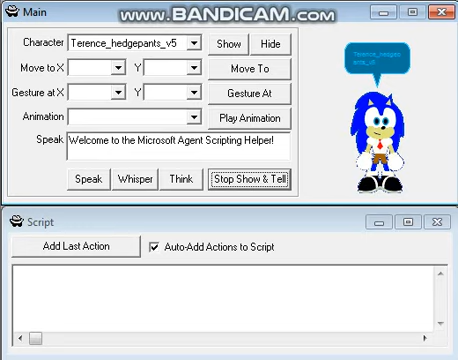 www.BANDICAM.com
Main
Character Terence_hedgepants_v5 Show Hide
Move to X Y Move To
Gesture at X Y Gesture At
Animation Play Animation
Speak Welcome to the Microsoft Agent Scripting Helper!
Speak Whisper Think Stop Show & Tell
Terence_hedgep
ants_v5
Script
Add Last Action Auto-Add Actions to Script